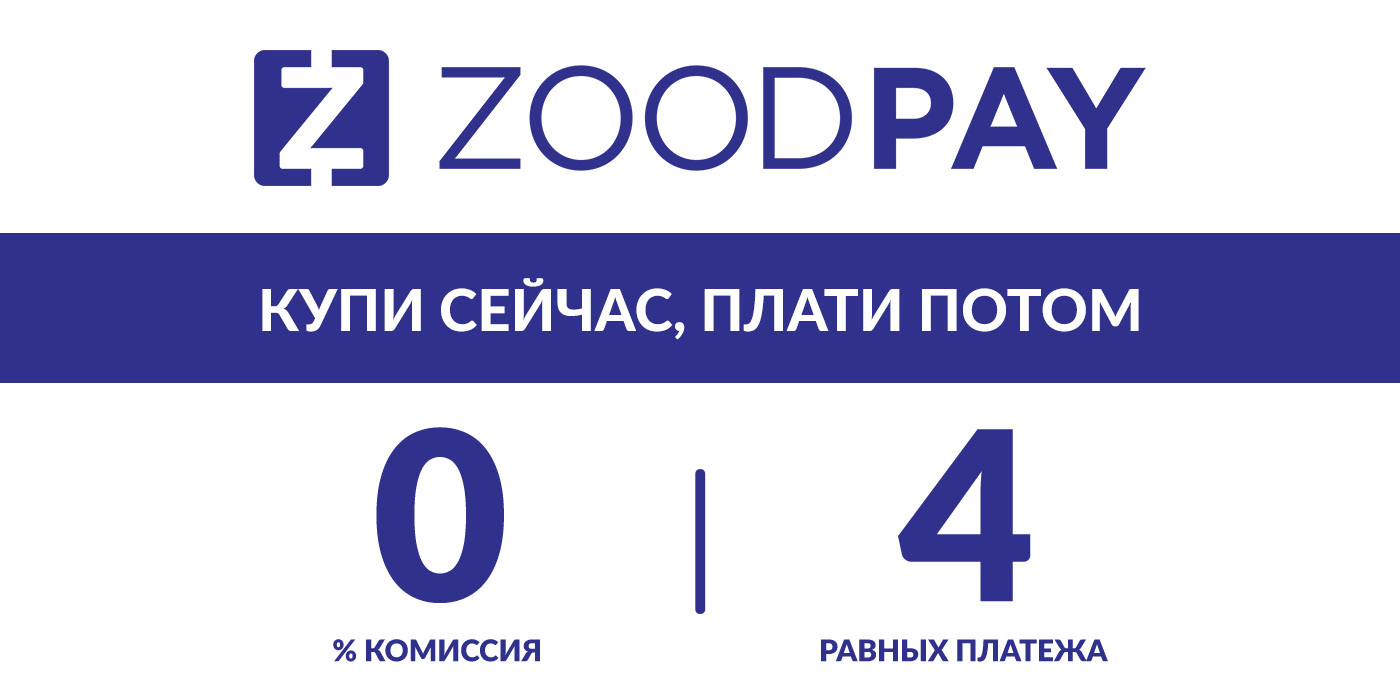 ZOODPAY
КУПИ СЕЙЧАС, ПЛАТИ ПОТОМ
0
% КОМИССИЯ
4
РАВНЫХ ПЛАТЕЖА